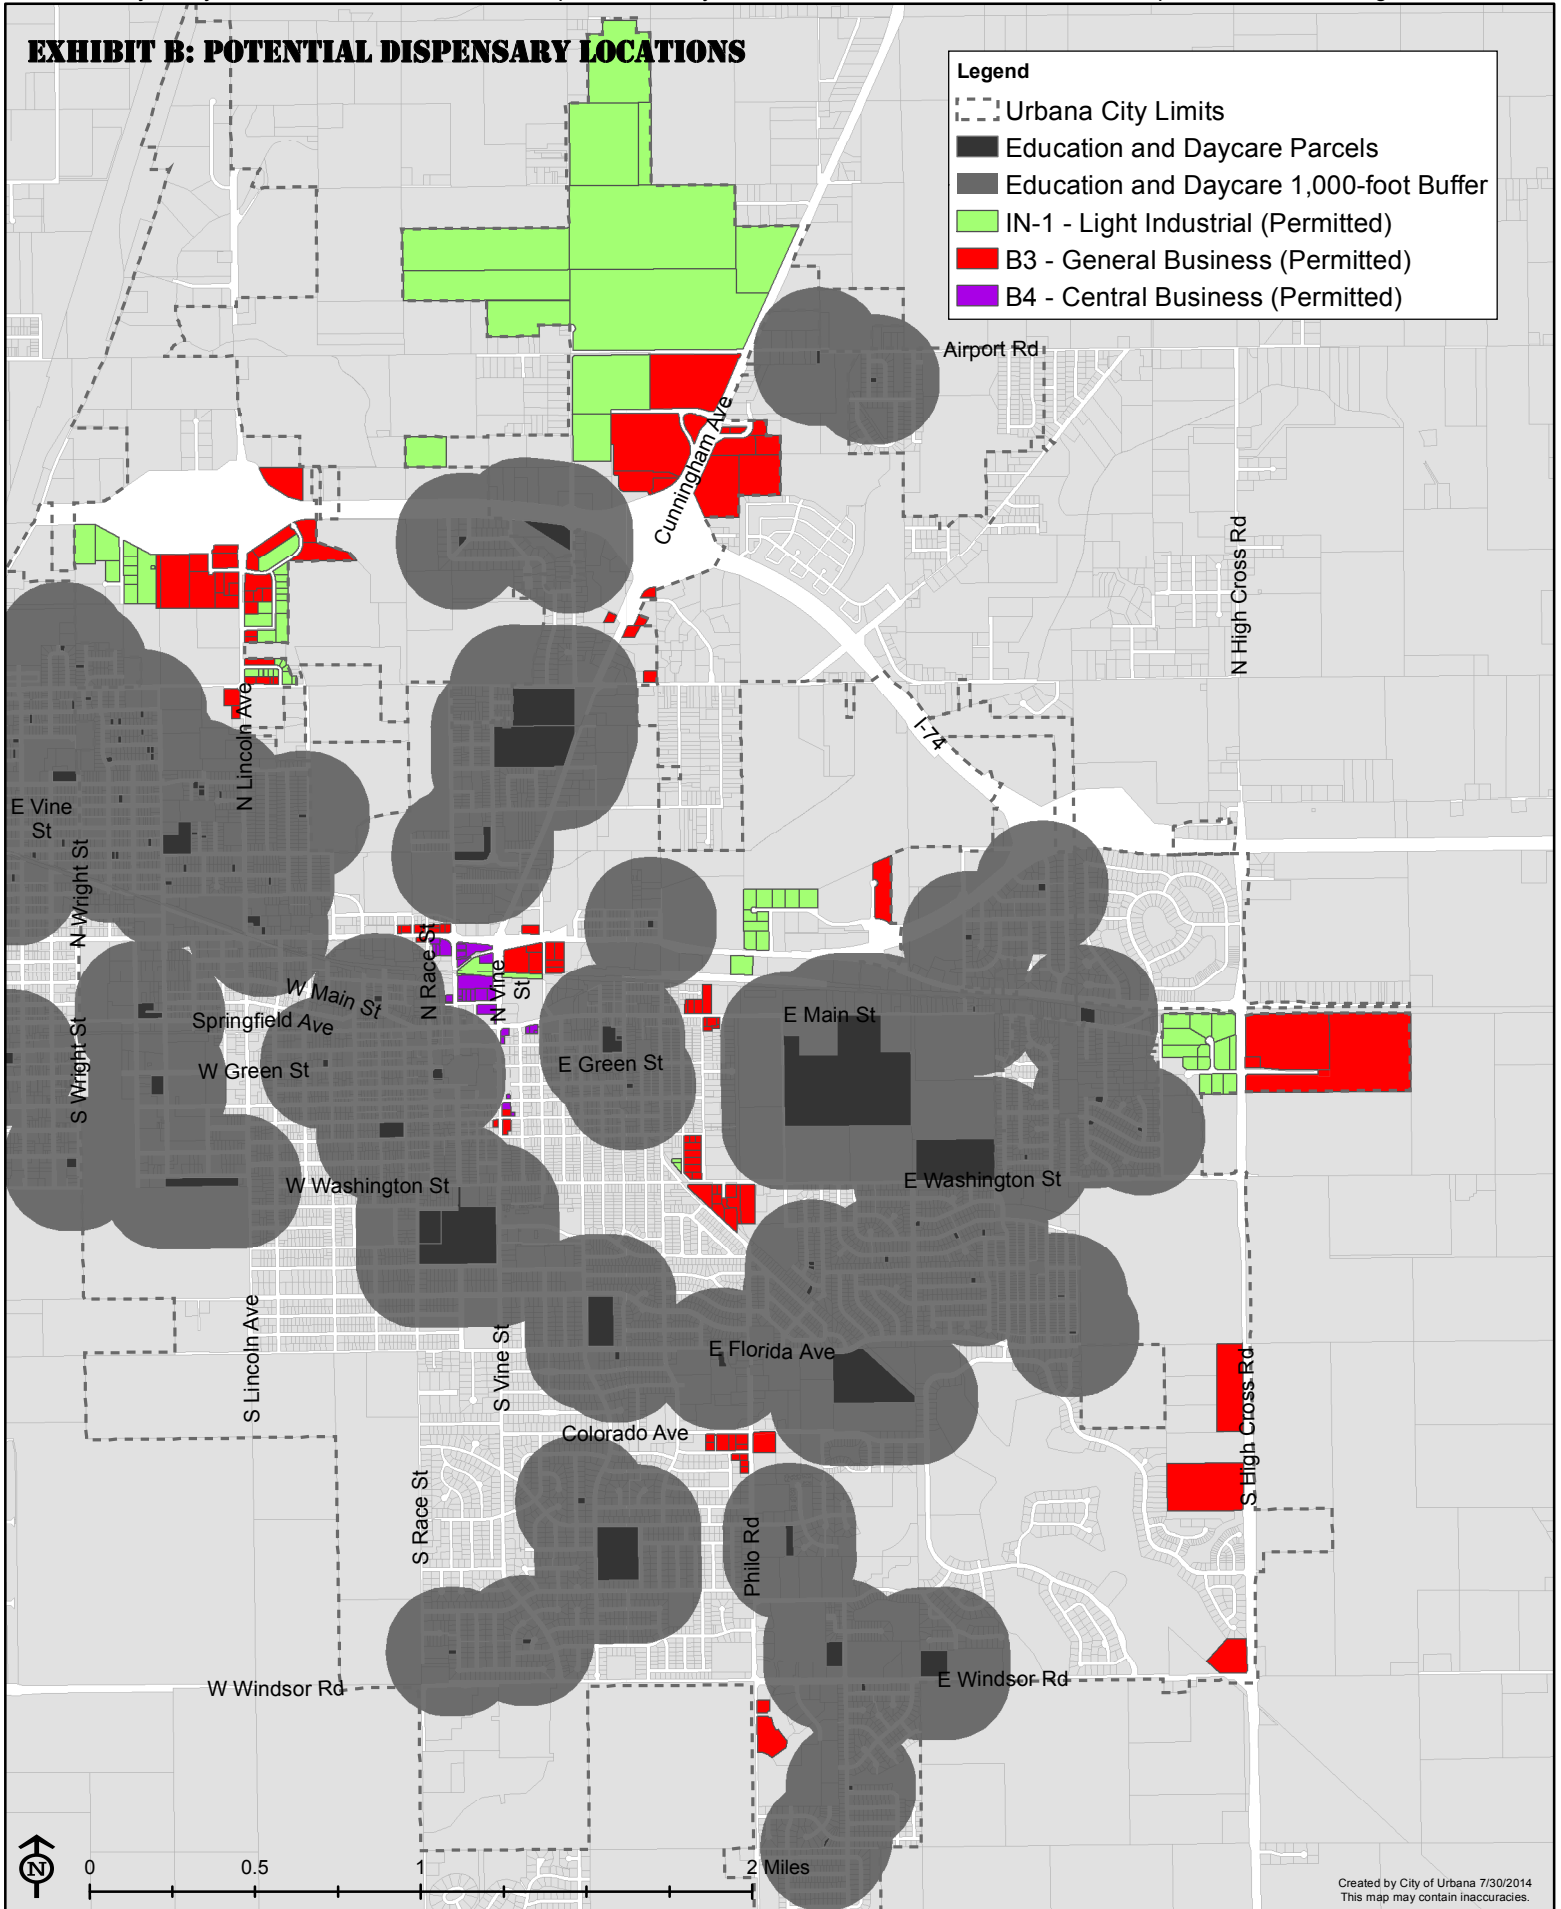 EXHIBIT B: POTENTIAL DISPENSARY LOCATIONS
Legend
Urbana City Limits
Education and Daycare Parcels
Education and Daycare 1,000-foot Buffer
IN-1 - Light Industrial (Permitted)
B3 - General Business (Permitted)
B4 - Central Business (Permitted)
Airport Rd
Cunningham Ave
N High Cross Rd
N Lincoln Ave
I-74
E Vine
St
N Wright St
N Race St
N Vine
St
W Main St
Springfield Ave
E Main St
S Wright St
W Green St
E Green St
W Washington St
E Washington St
S Lincoln Ave
S Vine St
E Florida Ave
S High Cross Rd
Colorado Ave
S Race St
Philo Rd
W Windsor Rd
E Windsor Rd
N
0
0.5
1
2 Miles
Created by City of Urbana 7/30/2014
This map may contain inaccuracies.